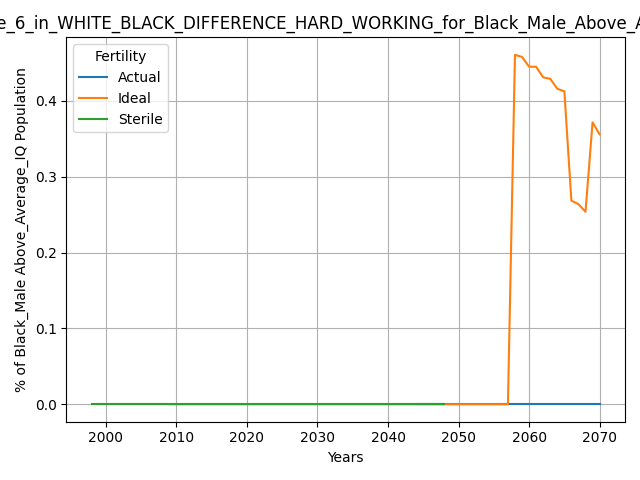 e_6_in_WHITE_BLACK_DIFFERENCE_HARD_WORKING_for_Black_Male_Above_A
Fertility
Actual
Ideal
Sterile
% of Black_Male Above_Average_IQ Population
0.4
0.3
0.2
0.1
0.0
2000 2010 2020 2030 2040 2050 2060 2070
Years